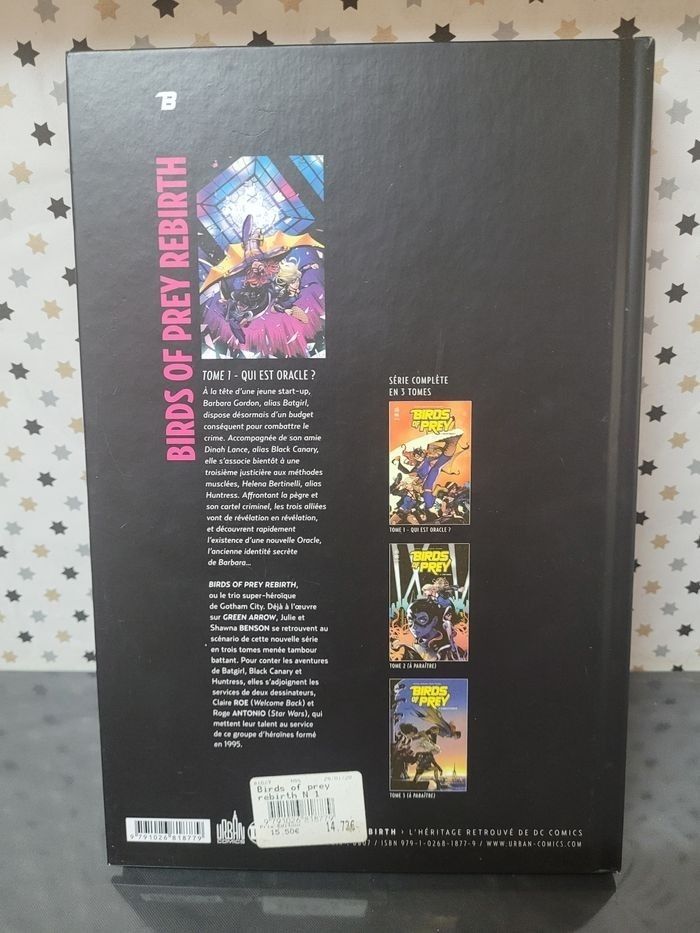 B
BIRDS OF PREY REBIRTH
TOME 1 - QUI EST ORACLE ?
À la tête d'une jeune start-up,
Barbara Gordon, alias Batgirl,
dispose désormais d'un budget
conséquent pour combattre le
crime. Accompagnée de son amie
Dinah Lance, alias Black Canary,
elle s'associe bientôt à une
troisième justicière aux méthodes
musclées, Helena Bertinelli, alias
Huntress. Affrontant la pègre et
son cartel criminel, les trois alliées
vont de révélation en révélation,
et découvrent rapidement
l'existence d'une nouvelle Oracle,
l'ancienne identité secrète
de Barbara...
BIRDS OF PREY REBIRTH,
ou le trio super-héroïque
de Gotham City. Déjà à l'œuvre
sur GREEN ARROW, Julie et
Shawna BENSON se retrouvent au
scénario de cette nouvelle série
en trois tomes menée tambour
battant. Pour conter les aventures
de Batgirl, Black Canary et
Huntress, elles s'adjoignent les
services de deux dessinateurs,
Claire ROE (Welcome Back) et
Roge ANTONIO (Star Wars), qui
mettent leur talent au service
de ce groupe d'héroïnes formé
en 1995.
SÉRIE COMPLÈTE
EN 3 TOMES
BIRDS OF PREY
TOME 1 - QUI EST ORACLE ?
BIRDS OF PREY
TOME 2 (À PARAÎTRE)
BIRDS OF PREY
TOME 3 (À PARAÎTRE)
Birds of prey
rebirth N 1
9791026818779
15.50€ 14.73€
9 791026 818779
URBAN
COMICS
BIRTH > L'HÉRITAGE RETROUVÉ DE DC COMICS
/ ISBN 979-1-0268-1877-9 / WWW.URBAN-COMICS.COM